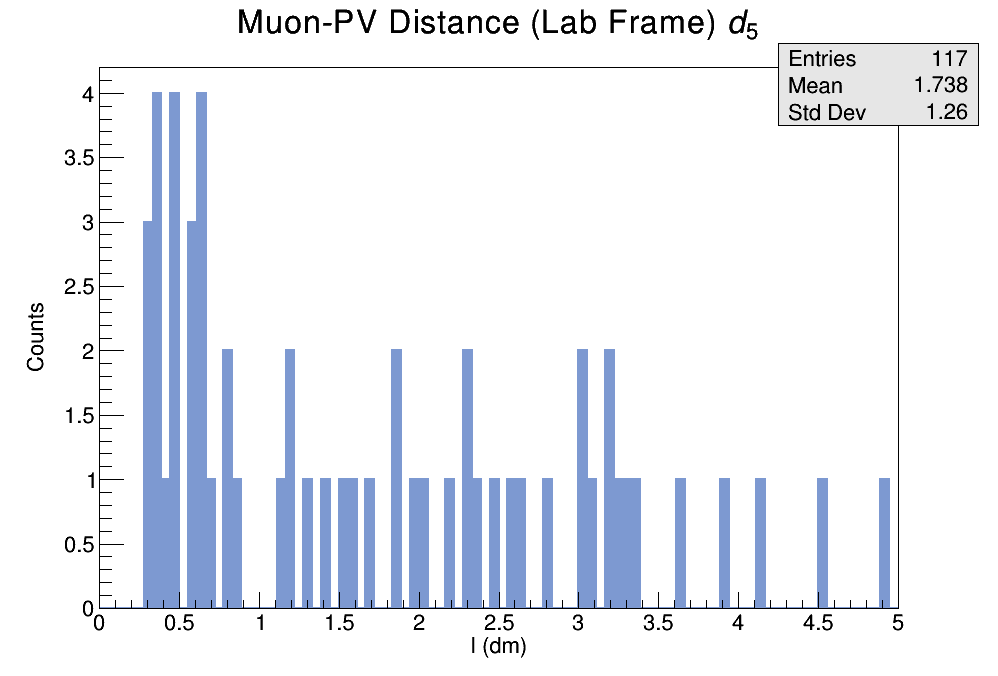 Muon-PV Distance (Lab Frame) d5
Entries 117
Mean 1.738
Std Dev 1.26
4
3.5
3
2.5
2
1.5
1
0.5
0
Counts
0 0.5 1 1.5 2 2.5 3 3.5 4 4.5 5
l (dm)